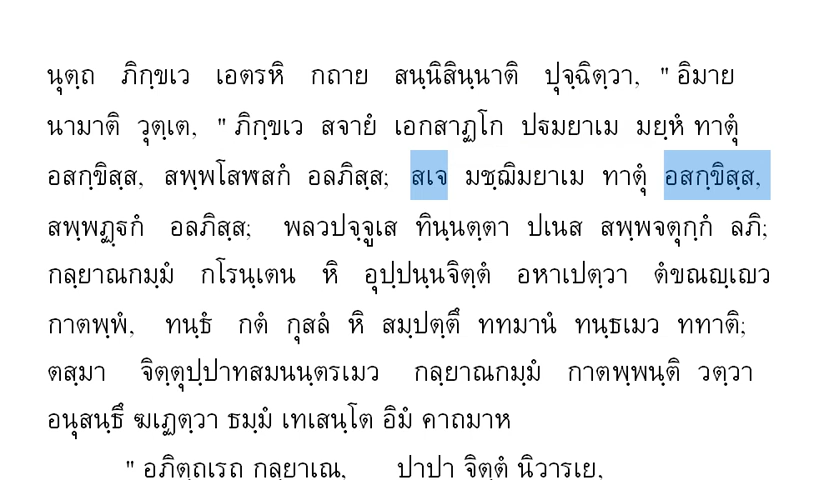 นุตฺถ ภิกฺขเว เอตรหิ กถาย สนฺนิสินฺนาติ ปุจฺฉิตฺวา, " อิมาย
นามาติ วุตฺเต, " ภิกฺขเว สจายํ เอกสาฏโก ปฐมยาเม มยฺหํ ทาตุํ
อสกฺขิสฺส, สพฺพโสฬสกํ อลภิสฺส; สเจ มชฺฌิมยาเม ทาตุํ อสกฺขิสฺส,
สพฺพฏฺฐกํ อลภิสฺส; พลวปจฺจูเส ทินฺนตฺตา ปเนส สพฺพจตุกฺกํ ลภิ;
กลฺยาณกมฺมํ กโรนฺเตน หิ อุปฺปนฺนจิตฺตํ อหาเปตฺวา ตํขณญฺเญว
กาตพฺพํ, ทนฺธํ กตํ กุสลํ หิ สมฺปตฺตึ ททมานํ ทนฺธเมว ททาติ;
ตสฺมา จิตฺตุปฺปาทสมนนฺตรเมว กลฺยาณกมฺมํ กาตพฺพนฺติ วตฺวา
อนุสนฺธึ ฆเฏตฺวา ธมฺมํ เทเสนฺโต อิมํ คาถมาห
" อภิตฺถเรถ กลฺยาเณ, ปาปา จิตฺตํ นิวารเย,